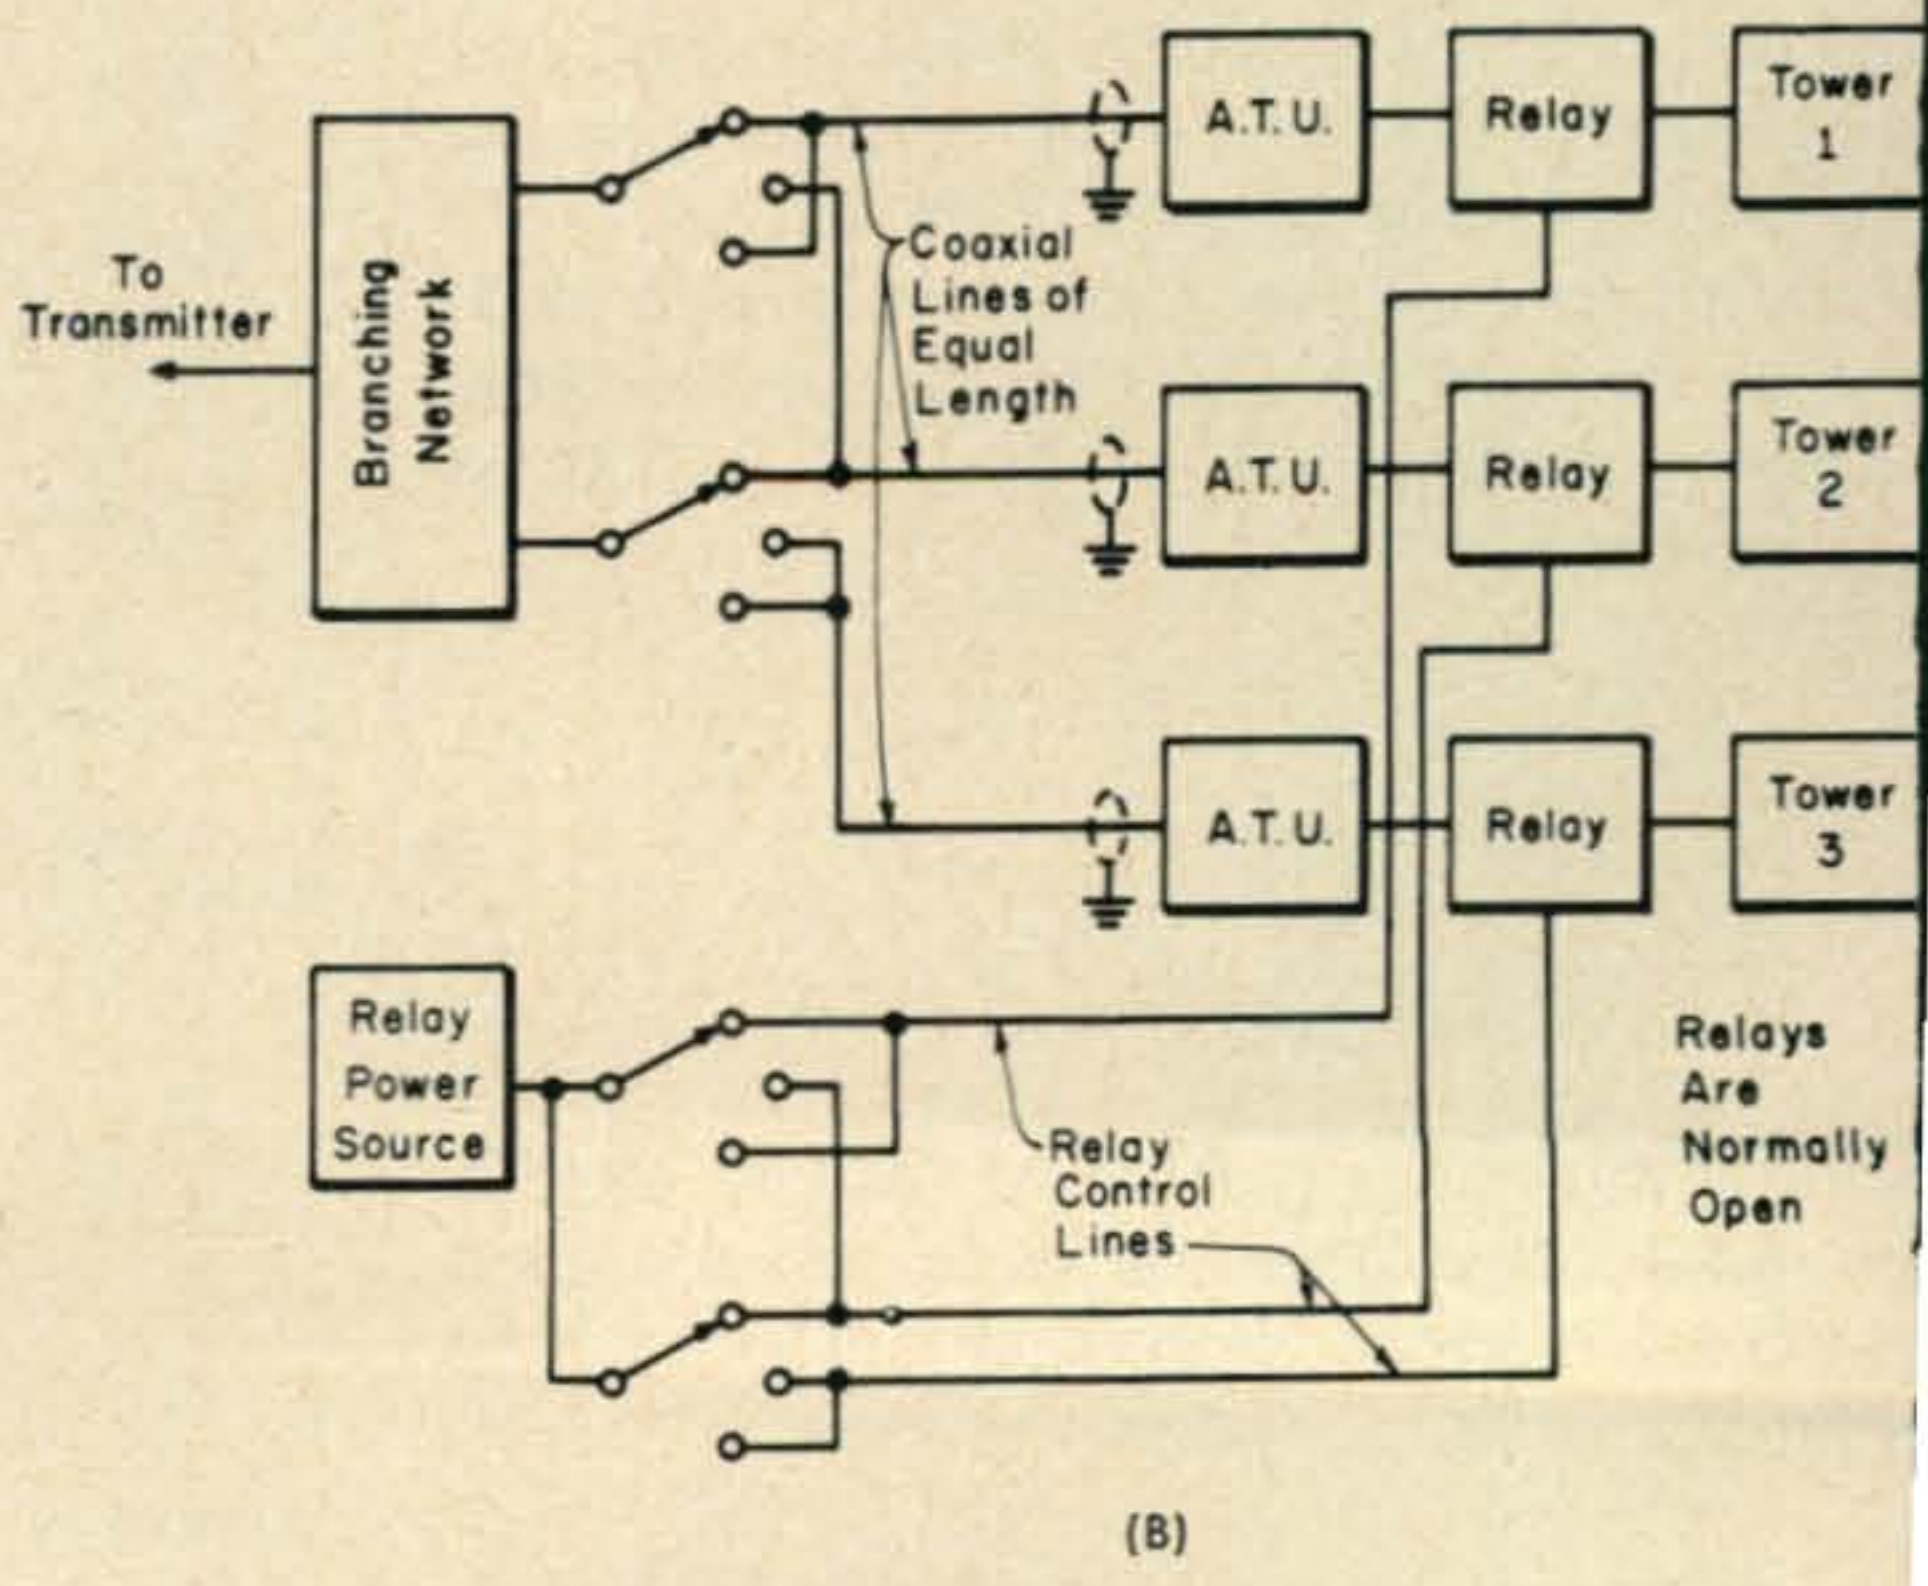 To
Transmitter
Branching
Network
Coaxial
Lines of
Equal
Length
A.T.U.
Relay
Tower
1
A.T.U.
Relay
Tower
2
A.T.U.
Relay
Tower
3
Relay
Power
Source
Relay
Control
Lines
Relays
Are
Normally
Open
(B)